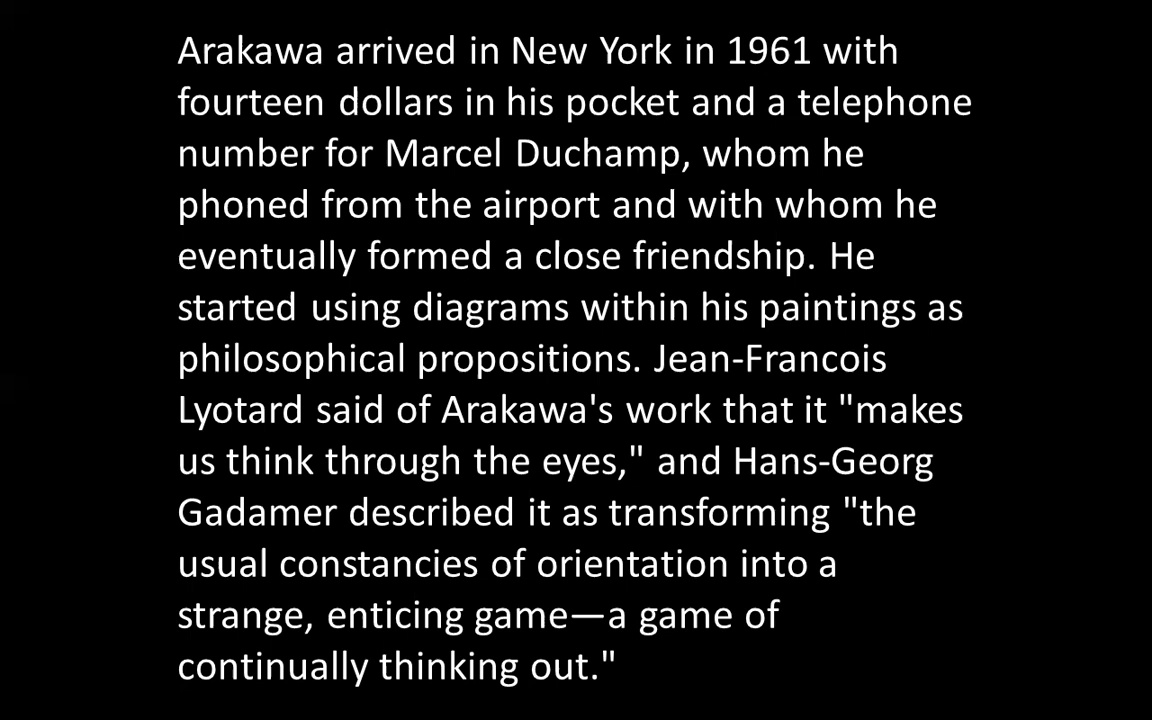 Arakawa arrived in New York in 1961 with
fourteen dollars in his pocket and a telephone
number for Marcel Duchamp, whom he
phoned from the airport and with whom he
eventually formed a close friendship. He
started using diagrams within his paintings as
philosophical propositions. Jean-Francois
Lyotard said of Arakawa's work that it "makes
us think through the eyes," and Hans-Georg
Gadamer described it as transforming "the
usual constancies of orientation into a
strange, enticing game—a game of
continually thinking out."